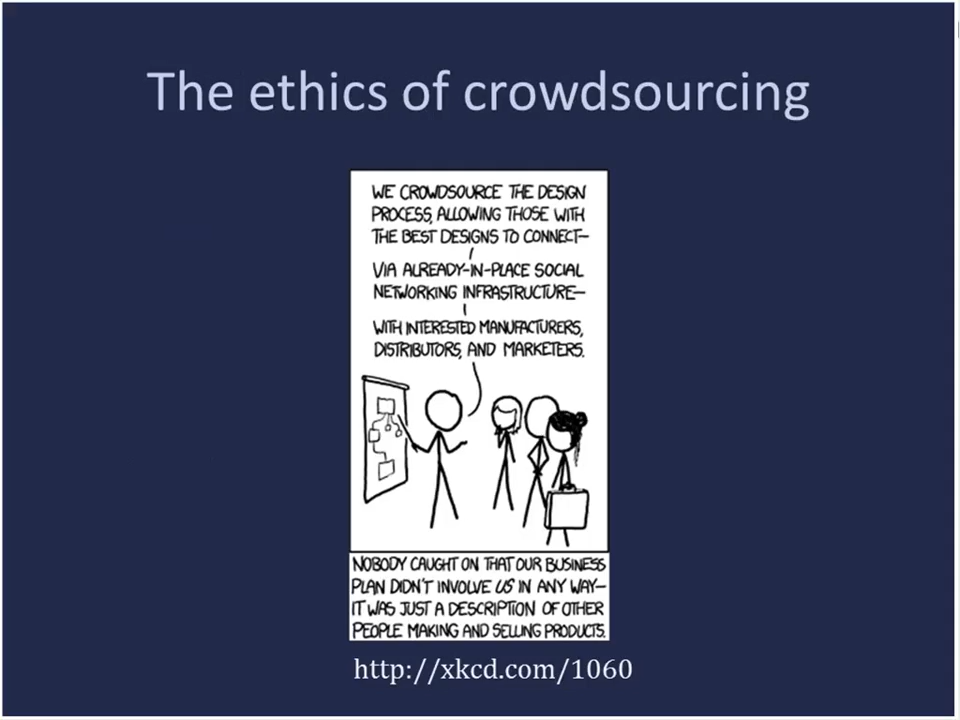 The ethics of crowdsourcing
WE CROWDSOURCE THE DESIGN
PROCESS, ALLOWING THOSE WITH
THE BEST DESIGNS TO CONNECT—
VIA ALREADY-IN-PLACE SOCIAL
NETWORKING INFRASTRUCTURE—
WITH INTERESTED MANUFACTURERS,
DISTRIBUTORS, AND MARKETERS.
NOBODY CAUGHT ON THAT OUR BUSINESS
PLAN DIDN'T INVOLVE US IN ANY WAY—
IT WAS JUST A DESCRIPTION OF OTHER
PEOPLE MAKING AND SELLING PRODUCTS.
http://xkcd.com/1060